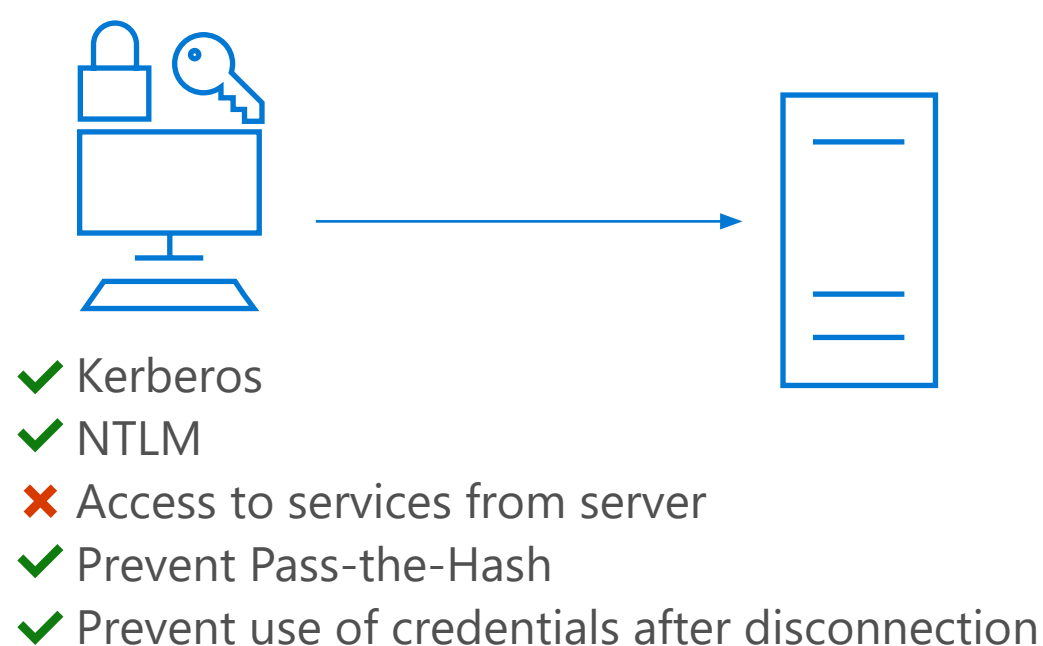 Kerberos
NTLM
Access to services from server
Prevent Pass-the-Hash
Prevent use of credentials after disconnection